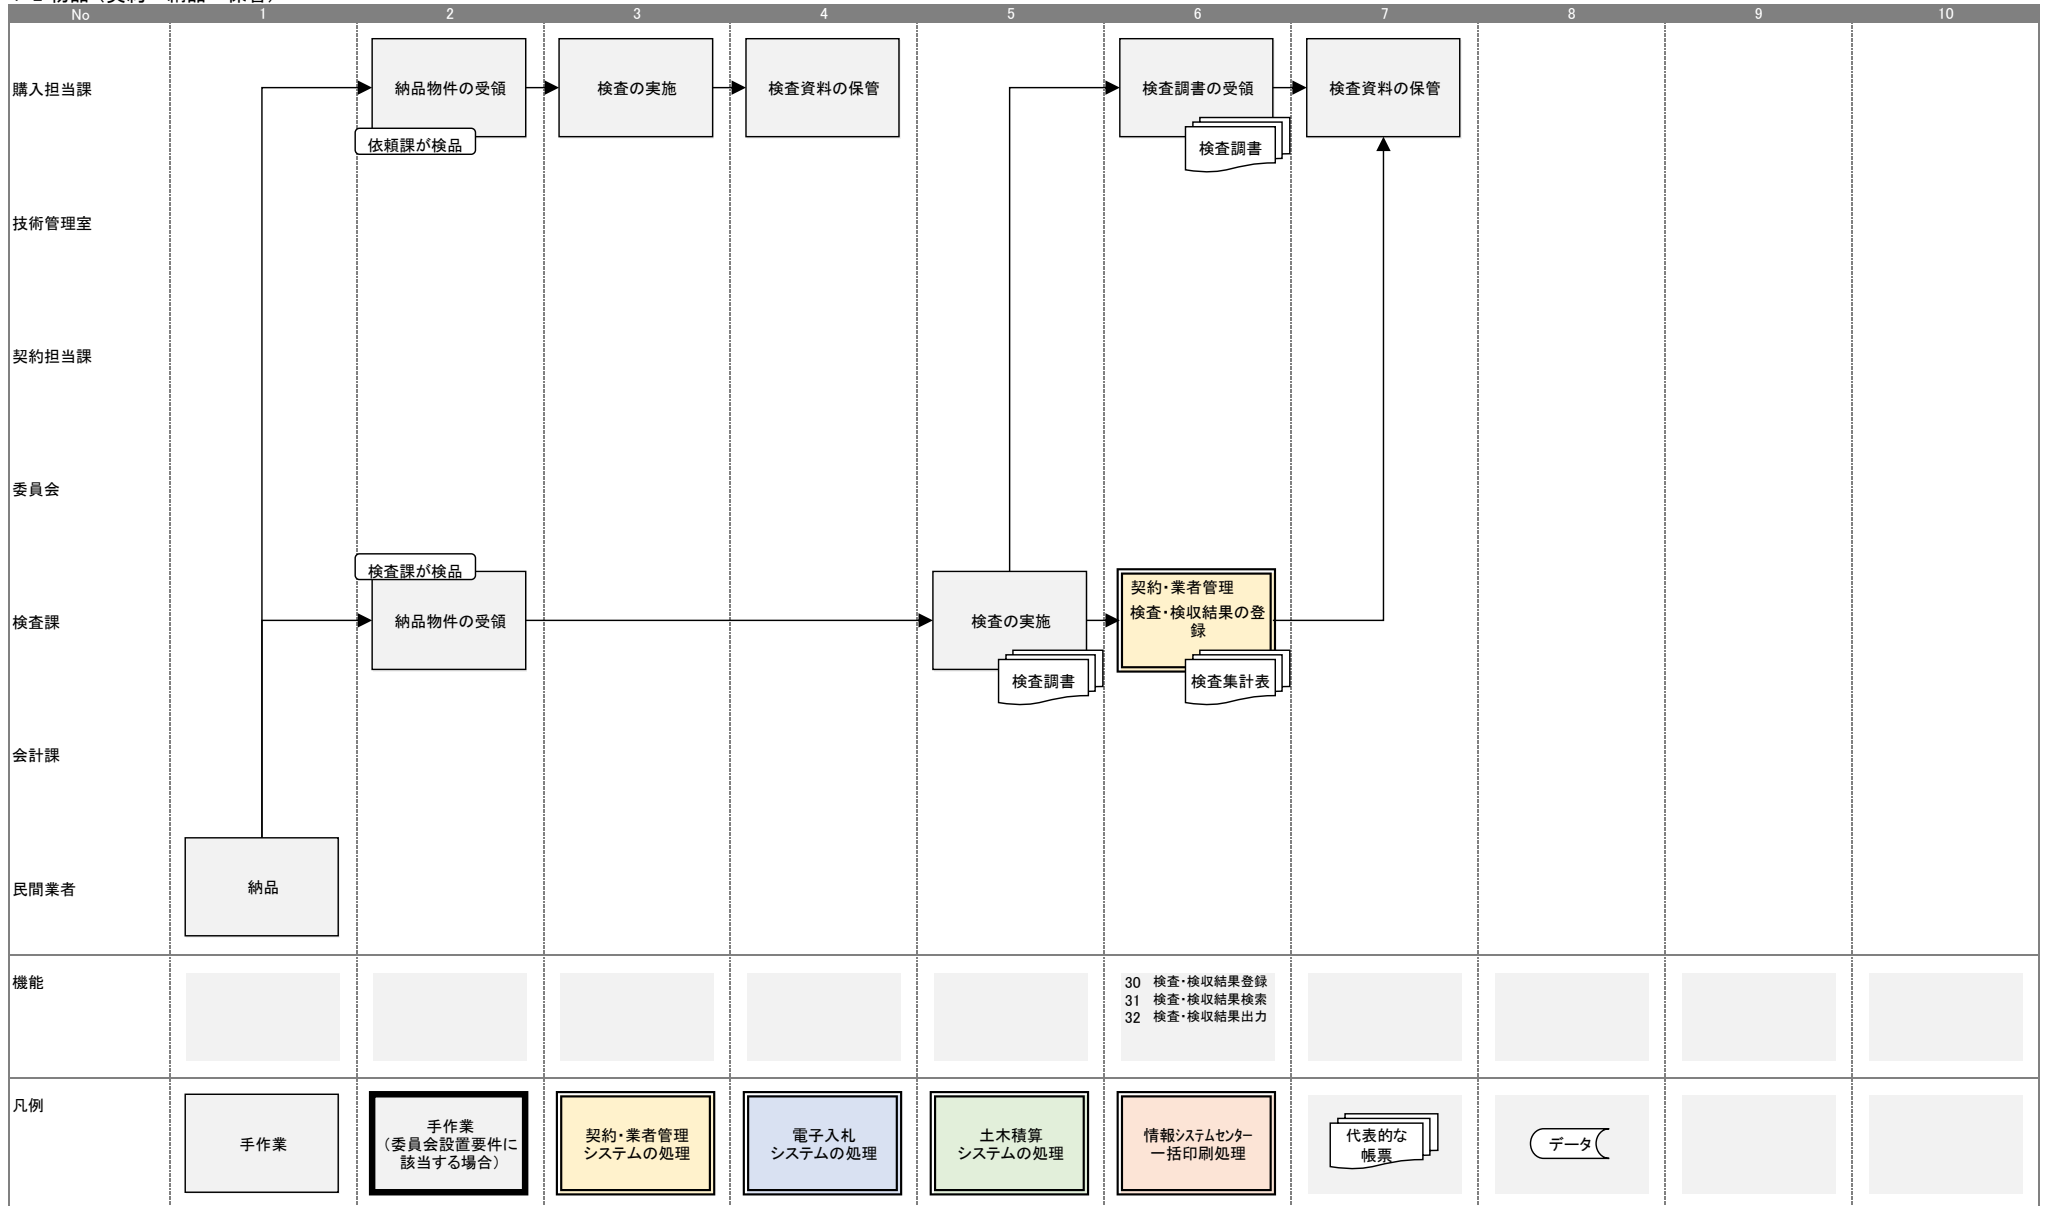 No 1 2 3 4 5 6 7 8 9 10
購入担当課
納品物件の受領
依頼課が検品
検査の実施
検査資料の保管
検査調書の受領
検査調書
検査資料の保管
技術管理室
契約担当課
委員会
検査課
検査課が検品
納品物件の受領
検査の実施
検査調書
契約・業者管理
検査・検収結果の登
録
検査集計表
会計課
民間業者
納品
機能
30 検査・検収結果登録
31 検査・検収結果検索
32 検査・検収結果出力
凡例
手作業
手作業
（委員会設置要件に
該当する場合）
契約・業者管理
システムの処理
電子入札
システムの処理
土木積算
システムの処理
情報システムセンター
一括印刷処理
代表的な
帳票
データ